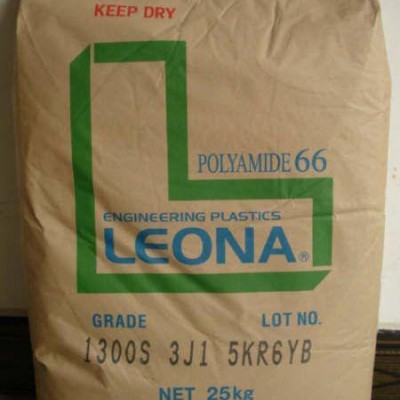 KEEP DRY
POLYAMIDE 66
ENGINEERING PLASTICS
LEONA®
GRADE LOT NO.
1300S 3J1 5KR6YB
NET 25kg